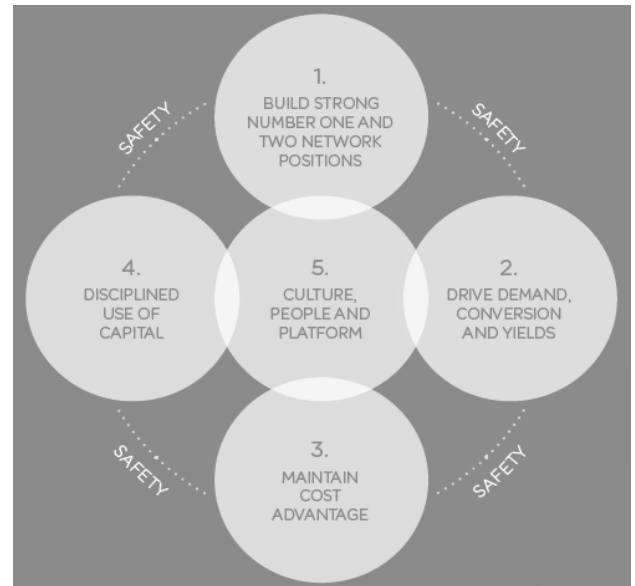 1.
BUILD STRONG
NUMBER ONE AND
TWO NETWORK
POSITIONS
SAFETY
SAFETY
4.
DISCIPLINED
USE OF
CAPITAL
5.
CULTURE,
PEOPLE AND
PLATFORM
2.
DRIVE DEMAND,
CONVERSION
AND YIELDS
SAFETY
SAFETY
3.
MAINTAIN
COST
ADVANTAGE